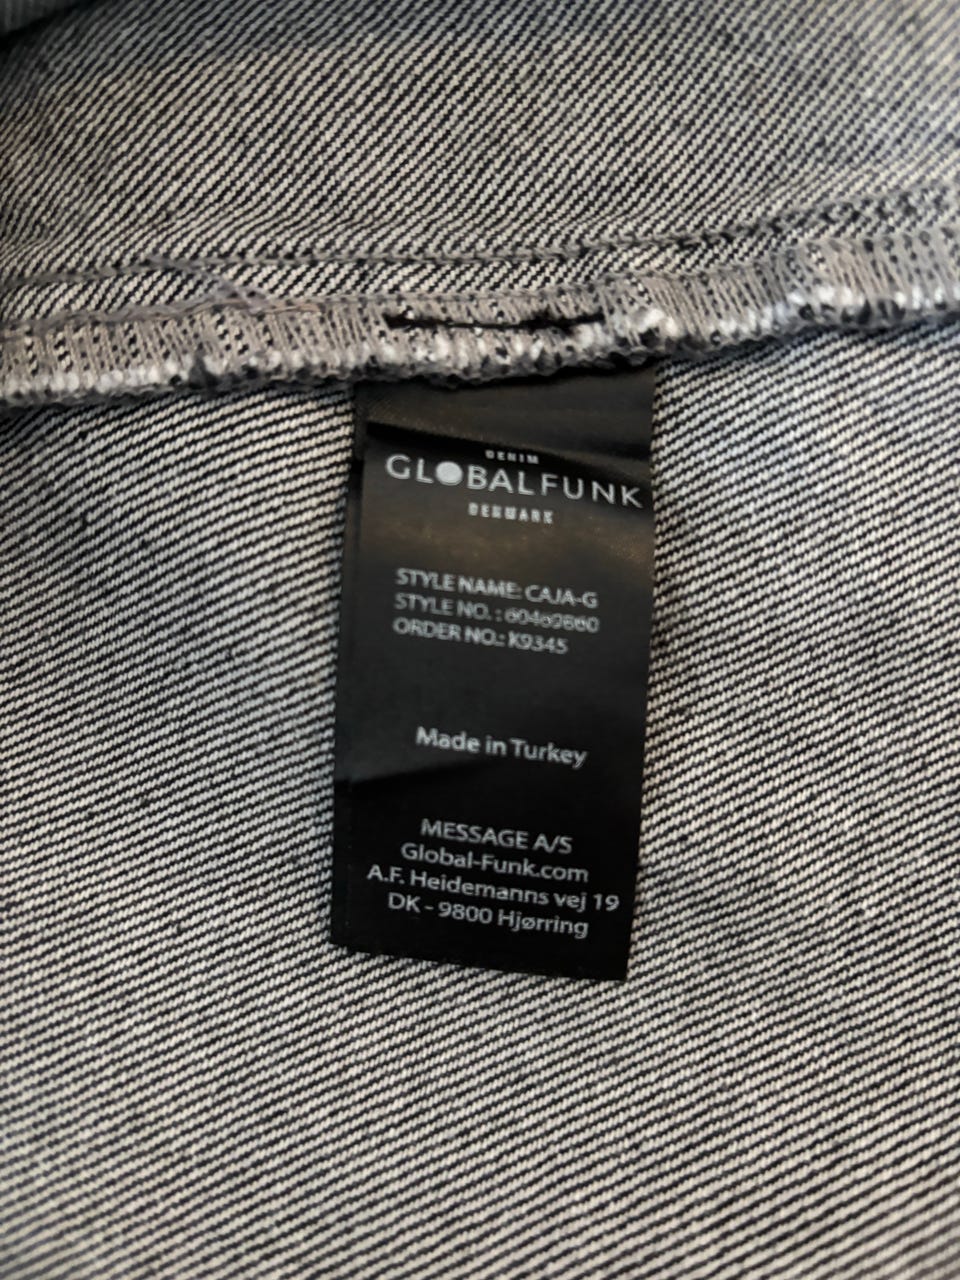 DENIM
GLOBALFUNK
DENMARK
STYLE NAME: CAJA-G
STYLE NO. :
ORDER NO.: K9345
Made in Turkey
MESSAGE A/S
Global-Funk.com
A.F. Heidemanns vej 19
DK - 9800 Hjørring